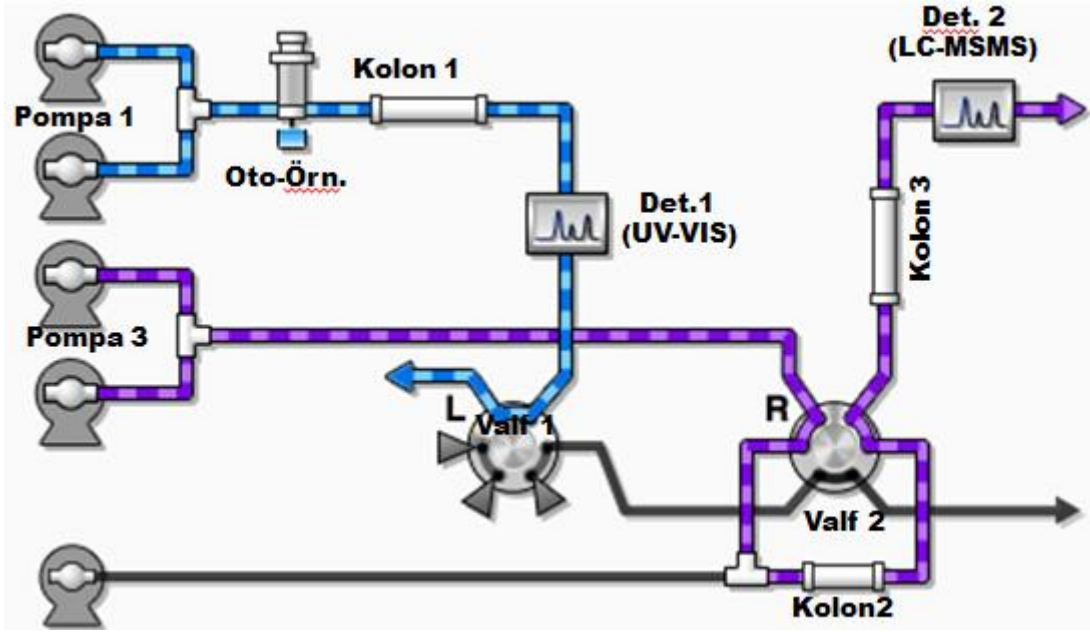 Det. 2
(LC-MSMS)
Kolon 1
Pompa 1
Oto-Örn.
Det.1
(UV-VIS)
Kolon 3
Pompa 3
L
Valf 1
R
Valf 2
Kolon2